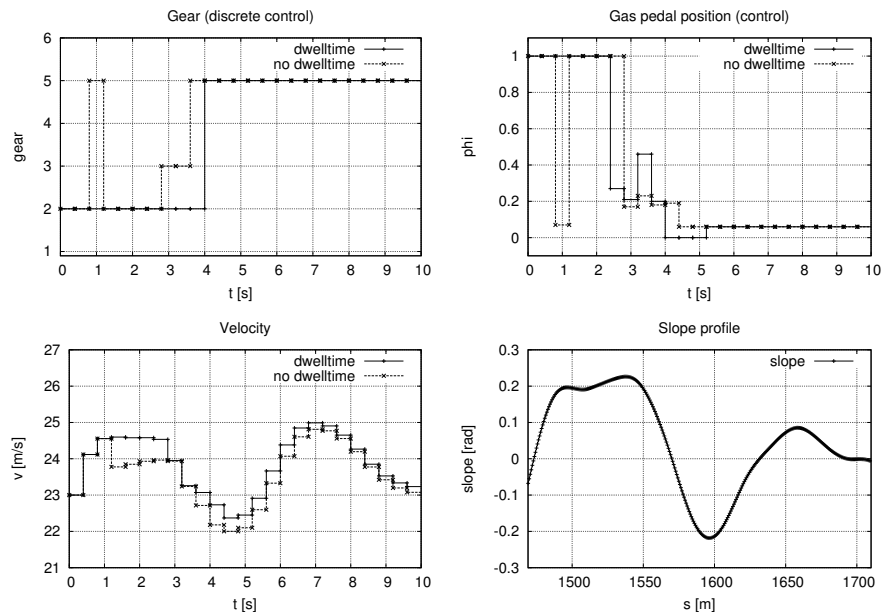 Gear (discrete control)
6
5
4
3
2
1
gear
dwelltime
no dwelltime
0 1 2 3 4 5 6 7 8 9 10
t [s]
Gas pedal position (control)
1
0.8
0.6
0.4
0.2
0
phi
dwelltime
no dwelltime
0 1 2 3 4 5 6 7 8 9 10
t [s]
Velocity
27
26
25
24
23
22
21
v [m/s]
dwelltime
no dwelltime
0 1 2 3 4 5 6 7 8 9 10
t [s]
Slope profile
0.3
0.2
0.1
0
-0.1
-0.2
-0.3
slope [rad]
slope
1500 1550 1600 1650 1700
s [m]